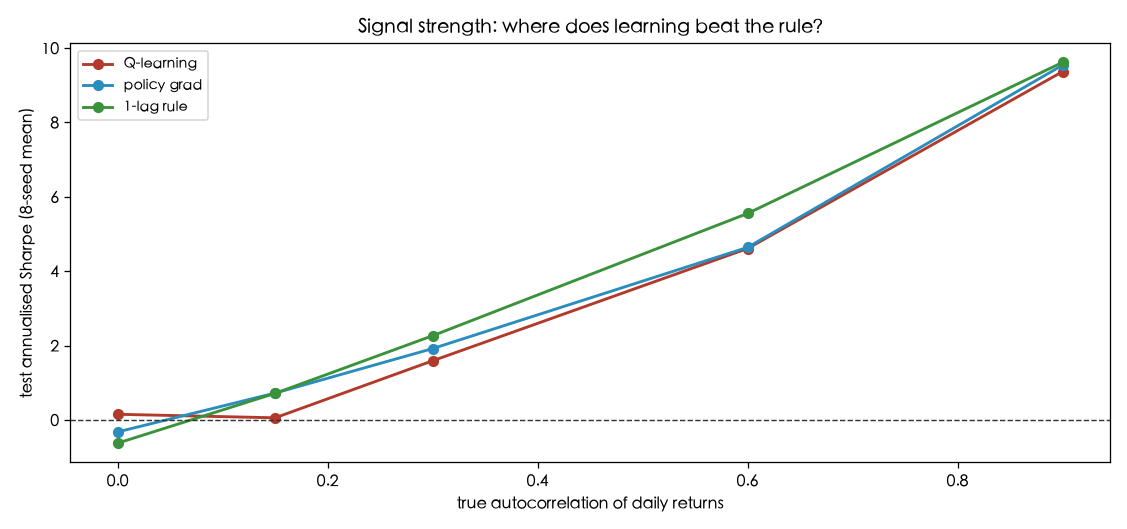 Signal strength: where does learning beat the rule?
Q-learning
policy grad
1-lag rule
test annualised Sharpe (8-seed mean)
10
8
6
4
2
0
0.0 0.2 0.4 0.6 0.8
true autocorrelation of daily returns